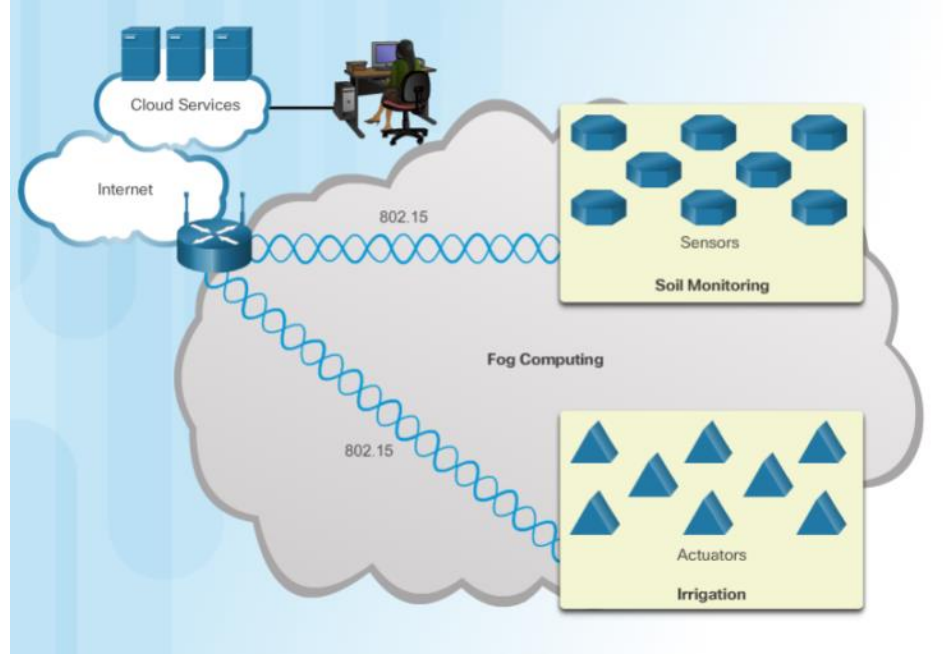 Cloud Services
Internet
802.15
Sensors
Soil Monitoring
Fog Computing
802.15
Actuators
Irrigation